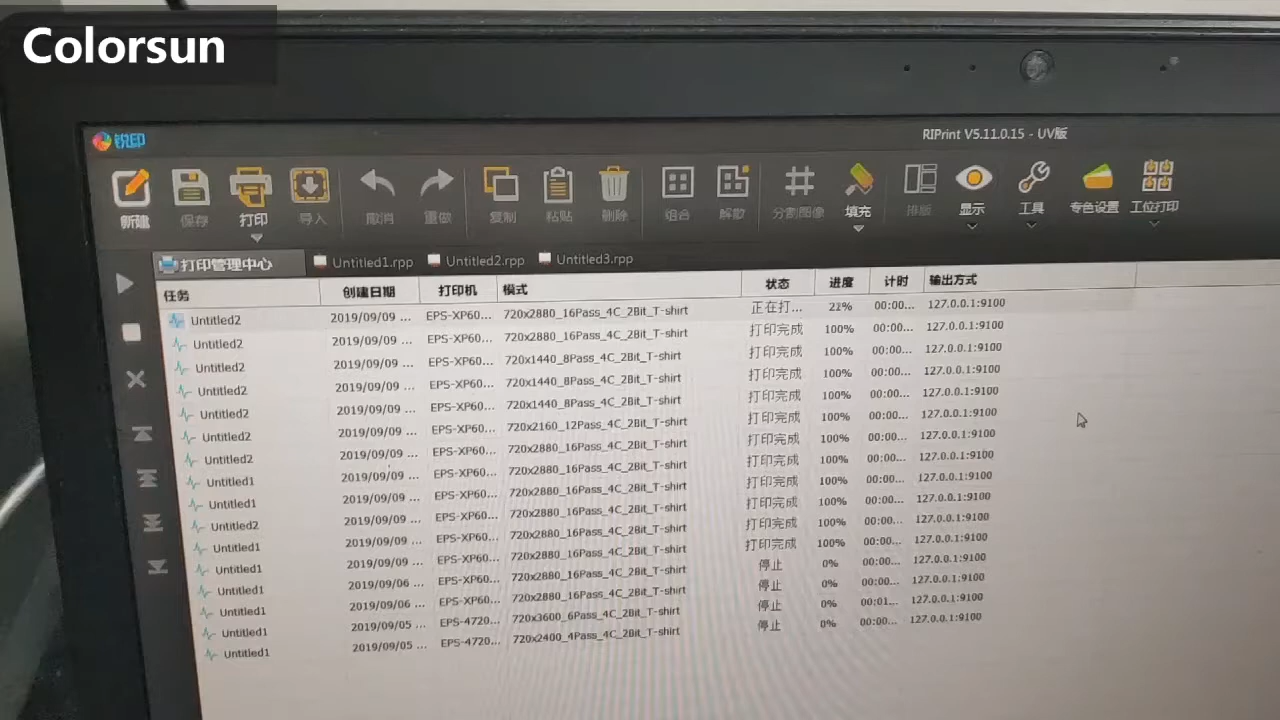 Colorsun
锐印
RIPrint V5.11.0.15 - UV版
新建 保存 打印 导入 撤消 重做 复制 粘贴 删除 组合 解散 分割图像 填充 排版 显示 工具 专色设置 工位打印
打印管理中心 Untitled1.rpp Untitled2.rpp Untitled3.rpp
任务 创建日期 打印机 模式 状态 进度 计时 输出方式
Untitled2 2019/09/09 ... EPS-XP60... 720x2880_16Pass_4C_2Bit_T-shirt 正在打... 22% 00:00... 127.0.0.1:9100
Untitled2 2019/09/09 ... EPS-XP60... 720x2880_16Pass_4C_2Bit_T-shirt 打印完成 100% 00:00... 127.0.0.1:9100
Untitled2 2019/09/09 ... EPS-XP60... 720x1440_8Pass_4C_2Bit_T-shirt 打印完成 100% 00:00... 127.0.0.1:9100
Untitled2 2019/09/09 ... EPS-XP60... 720x1440_8Pass_4C_2Bit_T-shirt 打印完成 100% 00:00... 127.0.0.1:9100
Untitled2 2019/09/09 ... EPS-XP60... 720x1440_8Pass_4C_2Bit_T-shirt 打印完成 100% 00:00... 127.0.0.1:9100
Untitled2 2019/09/09 ... EPS-XP60... 720x2160_12Pass_4C_2Bit_T-shirt 打印完成 100% 00:00... 127.0.0.1:9100
Untitled2 2019/09/09 ... EPS-XP60... 720x2880_16Pass_4C_2Bit_T-shirt 打印完成 100% 00:00... 127.0.0.1:9100
Untitled1 2019/09/09 ... EPS-XP60... 720x2880_16Pass_4C_2Bit_T-shirt 打印完成 100% 00:00... 127.0.0.1:9100
Untitled1 2019/09/09 ... EPS-XP60... 720x2880_16Pass_4C_2Bit_T-shirt 打印完成 100% 00:00... 127.0.0.1:9100
Untitled2 2019/09/09 ... EPS-XP60... 720x2880_16Pass_4C_2Bit_T-shirt 打印完成 100% 00:00... 127.0.0.1:9100
Untitled1 2019/09/09 ... EPS-XP60... 720x2880_16Pass_4C_2Bit_T-shirt 打印完成 100% 00:00... 127.0.0.1:9100
Untitled1 2019/09/09 ... EPS-XP60... 720x2880_16Pass_4C_2Bit_T-shirt 打印完成 100% 00:00... 127.0.0.1:9100
Untitled1 2019/09/06 ... EPS-XP60... 720x2880_16Pass_4C_2Bit_T-shirt 停止 0% 00:00... 127.0.0.1:9100
Untitled1 2019/09/06 ... EPS-XP60... 720x2880_16Pass_4C_2Bit_T-shirt 停止 0% 00:00... 127.0.0.1:9100
Untitled1 2019/09/05 ... EPS-4720... 720x3600_6Pass_4C_2Bit_T-shirt 停止 0% 00:01... 127.0.0.1:9100
Untitled1 2019/09/05 ... EPS-4720... 720x2400_4Pass_4C_2Bit_T-shirt 停止 0% 00:00... 127.0.0.1:9100